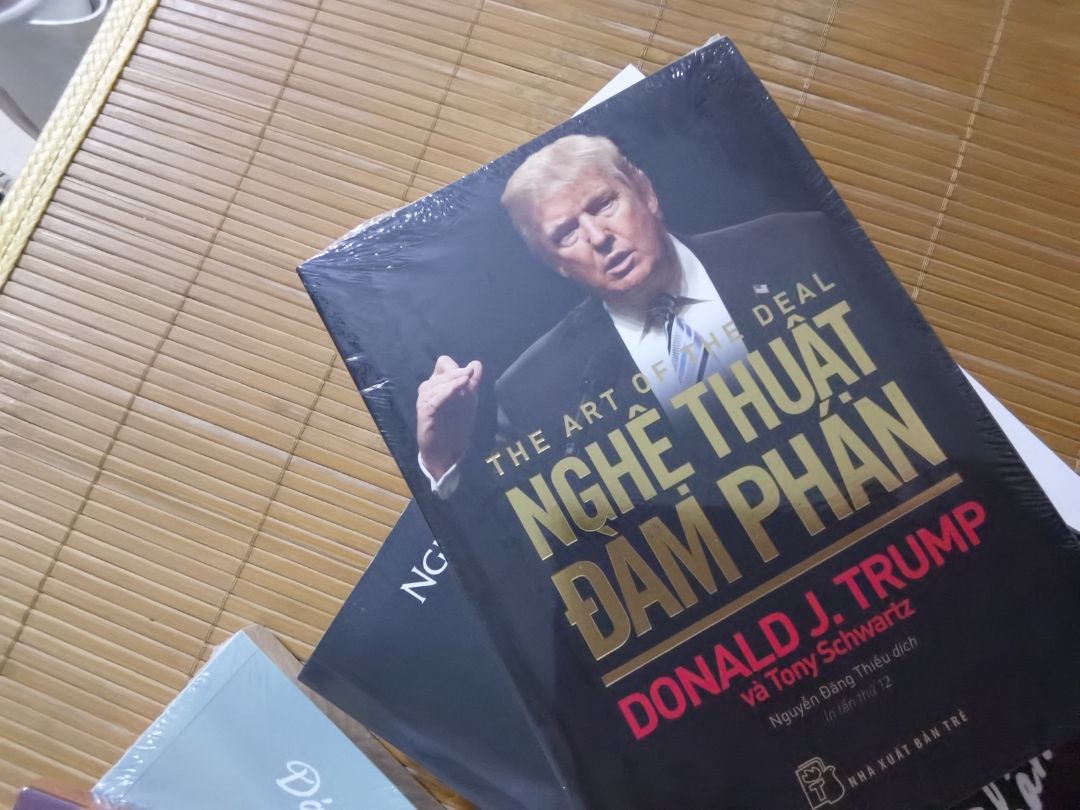 THE ART OF THE DEAL
NGHỆ THUẬT
ĐÀM PHÁN
DONALD J. TRUMP
và Tony Schwartz
Nguyễn Đăng Thiều dịch
In lần thứ 12
NHÀ XUẤT BẢN TRẺ